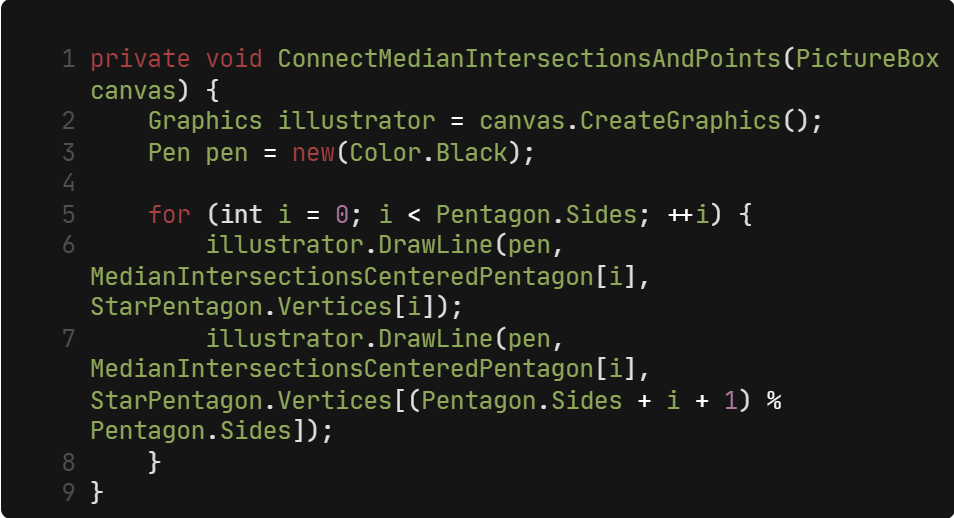 1 private void ConnectMedianIntersectionsAndPoints(PictureBox
canvas) {
2     Graphics illustrator = canvas.CreateGraphics();
3     Pen pen = new(Color.Black);
4
5     for (int i = 0; i < Pentagon.Sides; ++i) {
6         illustrator.DrawLine(pen,
MedianIntersectionsCenteredPentagon[i],
StarPentagon.Vertices[i]);
7         illustrator.DrawLine(pen,
MedianIntersectionsCenteredPentagon[i],
StarPentagon.Vertices[(Pentagon.Sides + i + 1) %
Pentagon.Sides]);
8     }
9 }